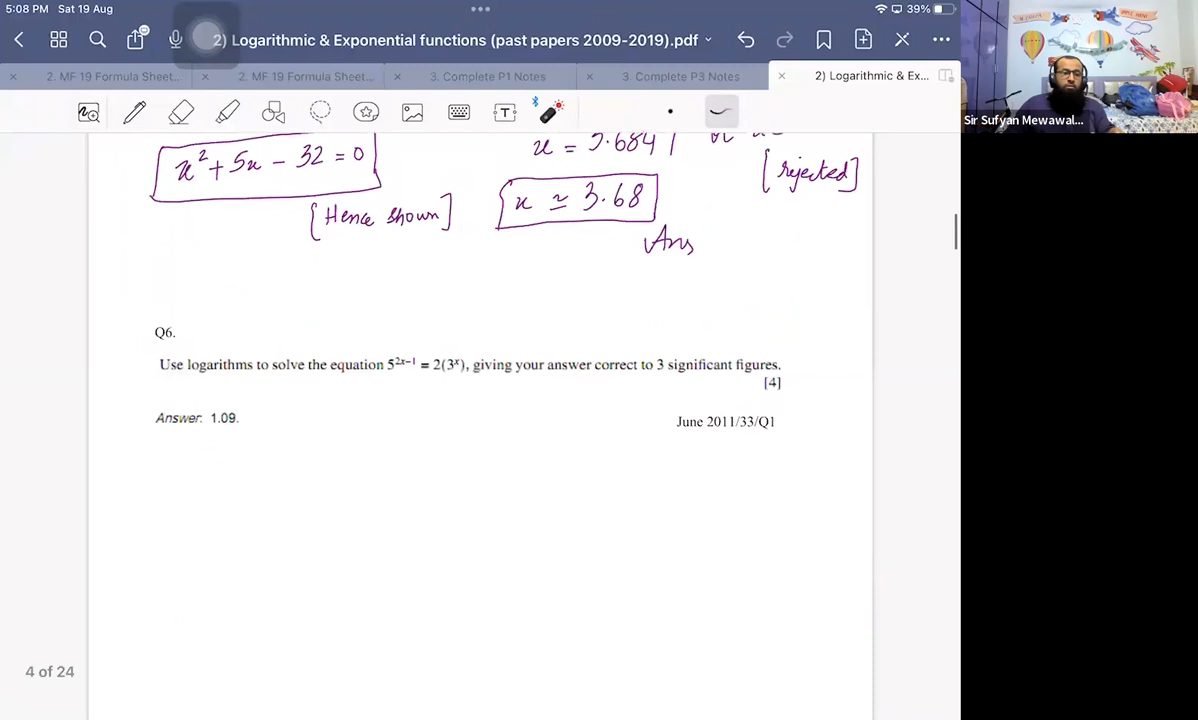 5:08 PM Sat 19 Aug
39%
2) Logarithmic & Exponential functions (past papers 2009-2019).pdf
2. MF 19 Formula Sheet...
2. MF 19 Formula Sheet...
3. Complete P1 Notes
3. Complete P3 Notes
2) Logarithmic & Ex...
Sir Sufyan Mewawal...
x² + 5x - 32 = 0
[Hence shown]
x = 3.6847 or
[rejected]
x ≃ 3.68
Ans
Q6.
Use logarithms to solve the equation 5²ˣ⁻¹ = 2(3ˣ), giving your answer correct to 3 significant figures.
[4]
Answer: 1.09.
June 2011/33/Q1
4 of 24